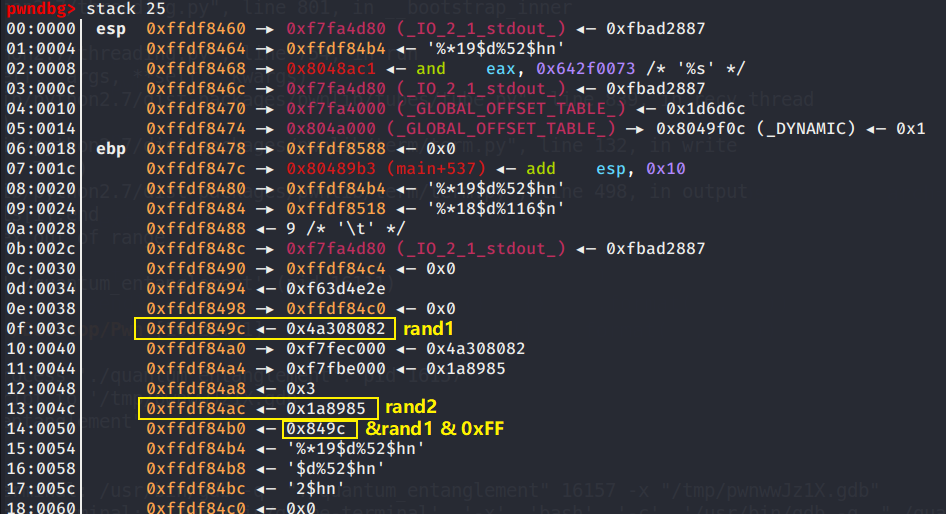 pwndbg> stack 25
00:0000│ esp 0xffdf8460 —▸ 0xf7fa4d80 (_IO_2_1_stdout_) ◂— 0xfbad2887
01:0004│ 0xffdf8464 —▸ 0xffdf84b4 ◂— '%*19$d%52$hn'
02:0008│ 0xffdf8468 —▸ 0x8048ac1 ◂— and eax, 0x642f0073 /* '%s' */
03:000c│ 0xffdf846c —▸ 0xf7fa4d80 (_IO_2_1_stdout_) ◂— 0xfbad2887
04:0010│ 0xffdf8470 —▸ 0xf7fa4000 (_GLOBAL_OFFSET_TABLE_) ◂— 0x1d6d6c
05:0014│ 0xffdf8474 —▸ 0x804a000 (_GLOBAL_OFFSET_TABLE_) —▸ 0x8049f0c (_DYNAMIC) ◂— 0x1
06:0018│ ebp 0xffdf8478 —▸ 0xffdf8588 ◂— 0x0
07:001c│ 0xffdf847c —▸ 0x80489b3 (main+537) ◂— add esp, 0x10
08:0020│ 0xffdf8480 —▸ 0xffdf84b4 ◂— '%*19$d%52$hn'
09:0024│ 0xffdf8484 —▸ 0xffdf8518 ◂— '%*18$d%116$n'
0a:0028│ 0xffdf8488 ◂— 9 /* '\t' */
0b:002c│ 0xffdf848c —▸ 0xf7fa4d80 (_IO_2_1_stdout_) ◂— 0xfbad2887
0c:0030│ 0xffdf8490 —▸ 0xffdf84c4 ◂— 0x0
0d:0034│ 0xffdf8494 ◂— 0xf63d4e2e
0e:0038│ 0xffdf8498 —▸ 0xffdf84c0 ◂— 0x0
0f:003c│ 0xffdf849c ◂— 0x4a308082 rand1
10:0040│ 0xffdf84a0 —▸ 0xf7fec000 ◂— 0x4a308082
11:0044│ 0xffdf84a4 —▸ 0xf7fbe000 ◂— 0x1a8985
12:0048│ 0xffdf84a8 ◂— 0x3
13:004c│ 0xffdf84ac ◂— 0x1a8985 rand2
14:0050│ 0xffdf84b0 ◂— 0x849c &rand1 & 0xFF
15:0054│ 0xffdf84b4 ◂— '%*19$d%52$hn'
16:0058│ 0xffdf84b8 ◂— '$d%52$hn'
17:005c│ 0xffdf84bc ◂— '2$hn'
18:0060│ 0xffdf84c0 ◂— 0x0